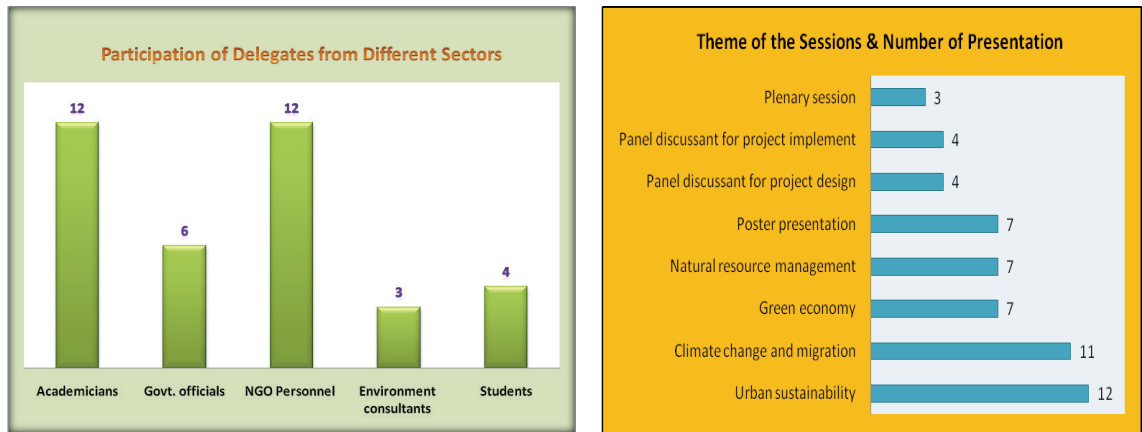 Participation of Delegates from Different Sectors
12
6
12
3
4
Academicians
Govt. officials
NGO Personnel
Environment
consultants
Students
Theme of the Sessions & Number of Presentation
Plenary session 3
Panel discussant for project implement 4
Panel discussant for project design 4
Poster presentation 7
Natural resource management 7
Green economy 7
Climate change and migration 11
Urban sustainability 12